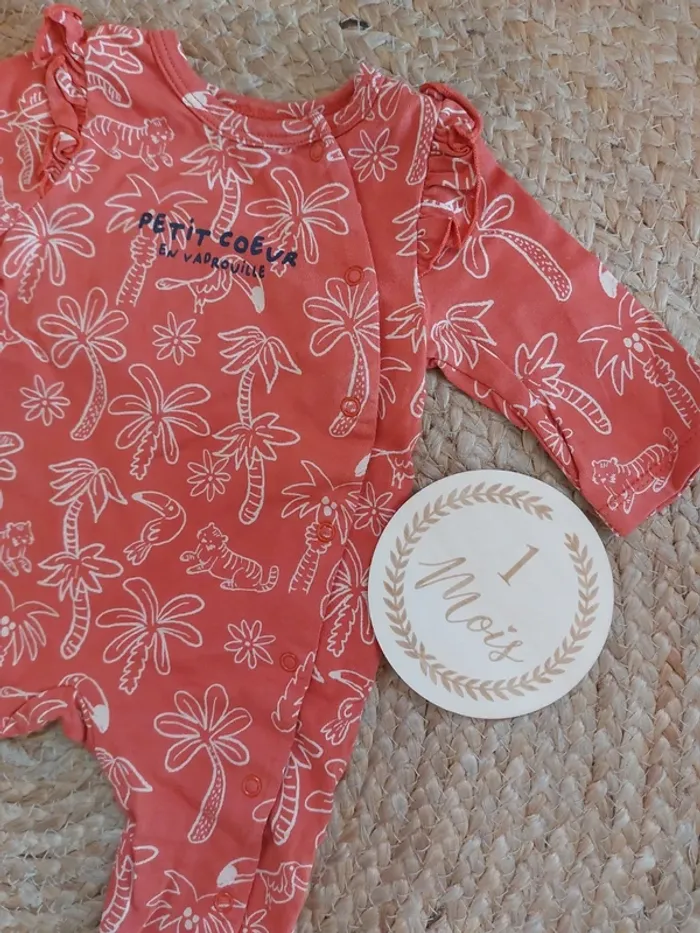 PETIT COEUR
EN VADROUILLE
1
Mois